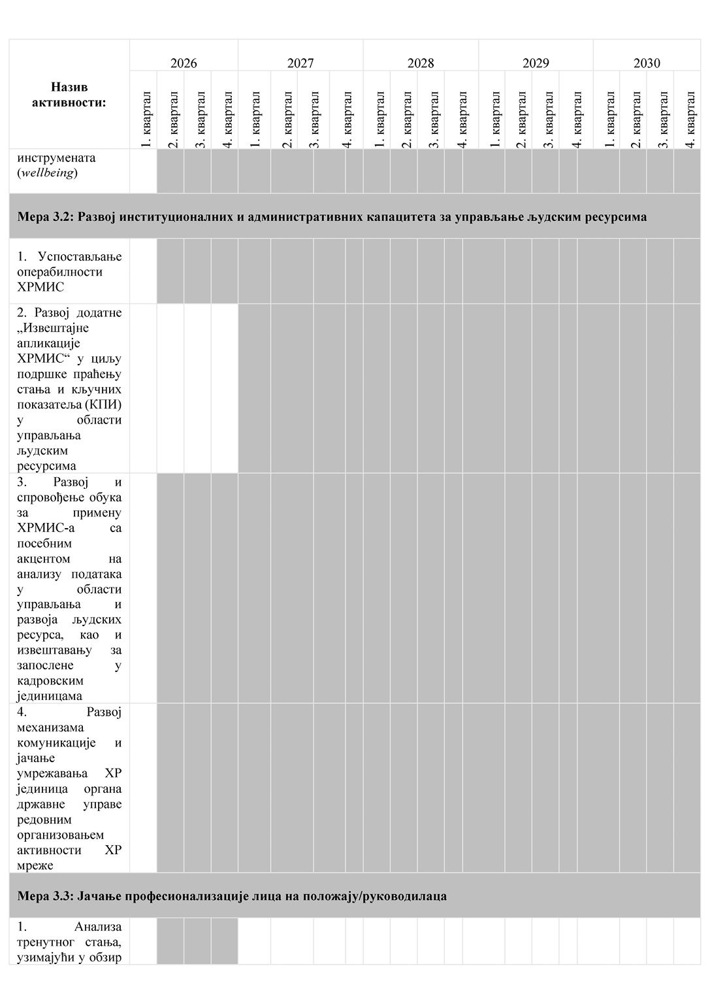 Назив
активности:
2026
2027
2028
2029
2030
1. квартал
2. квартал
3. квартал
4. квартал
1. квартал
2. квартал
3. квартал
4. квартал
1. квартал
2. квартал
3. квартал
4. квартал
1. квартал
2. квартал
3. квартал
4. квартал
1. квартал
2. квартал
3. квартал
4. квартал
инструмената
(wellbeing)
Мера 3.2: Развој институционалних и административних капацитета за управљање људским ресурсима
1. Успостављање
операбилности
ХРМИС
2. Развој додатне
„Извештајне
апликације
ХРМИС“ у циљу
подршке праћењу
стања и кључних
показатеља (КПИ)
у области
управљања
људским
ресурсима
3. Развој и
спровођење обука
за примену
ХРМИС-а са
посебним
акцентом на
анализу података
у области
управљања и
развоја људских
ресурса, као и
извештавању за
запослене у
кадровским
јединицама
4. Развој
механизама
комуникације и
јачање
умрежавања ХР
јединица органа
државне управе
редовним
организовањем
активности ХР
мреже
Мера 3.3: Јачање професионализације лица на положају/руководилаца
1. Анализа
тренутног стања,
узимајући у обзир